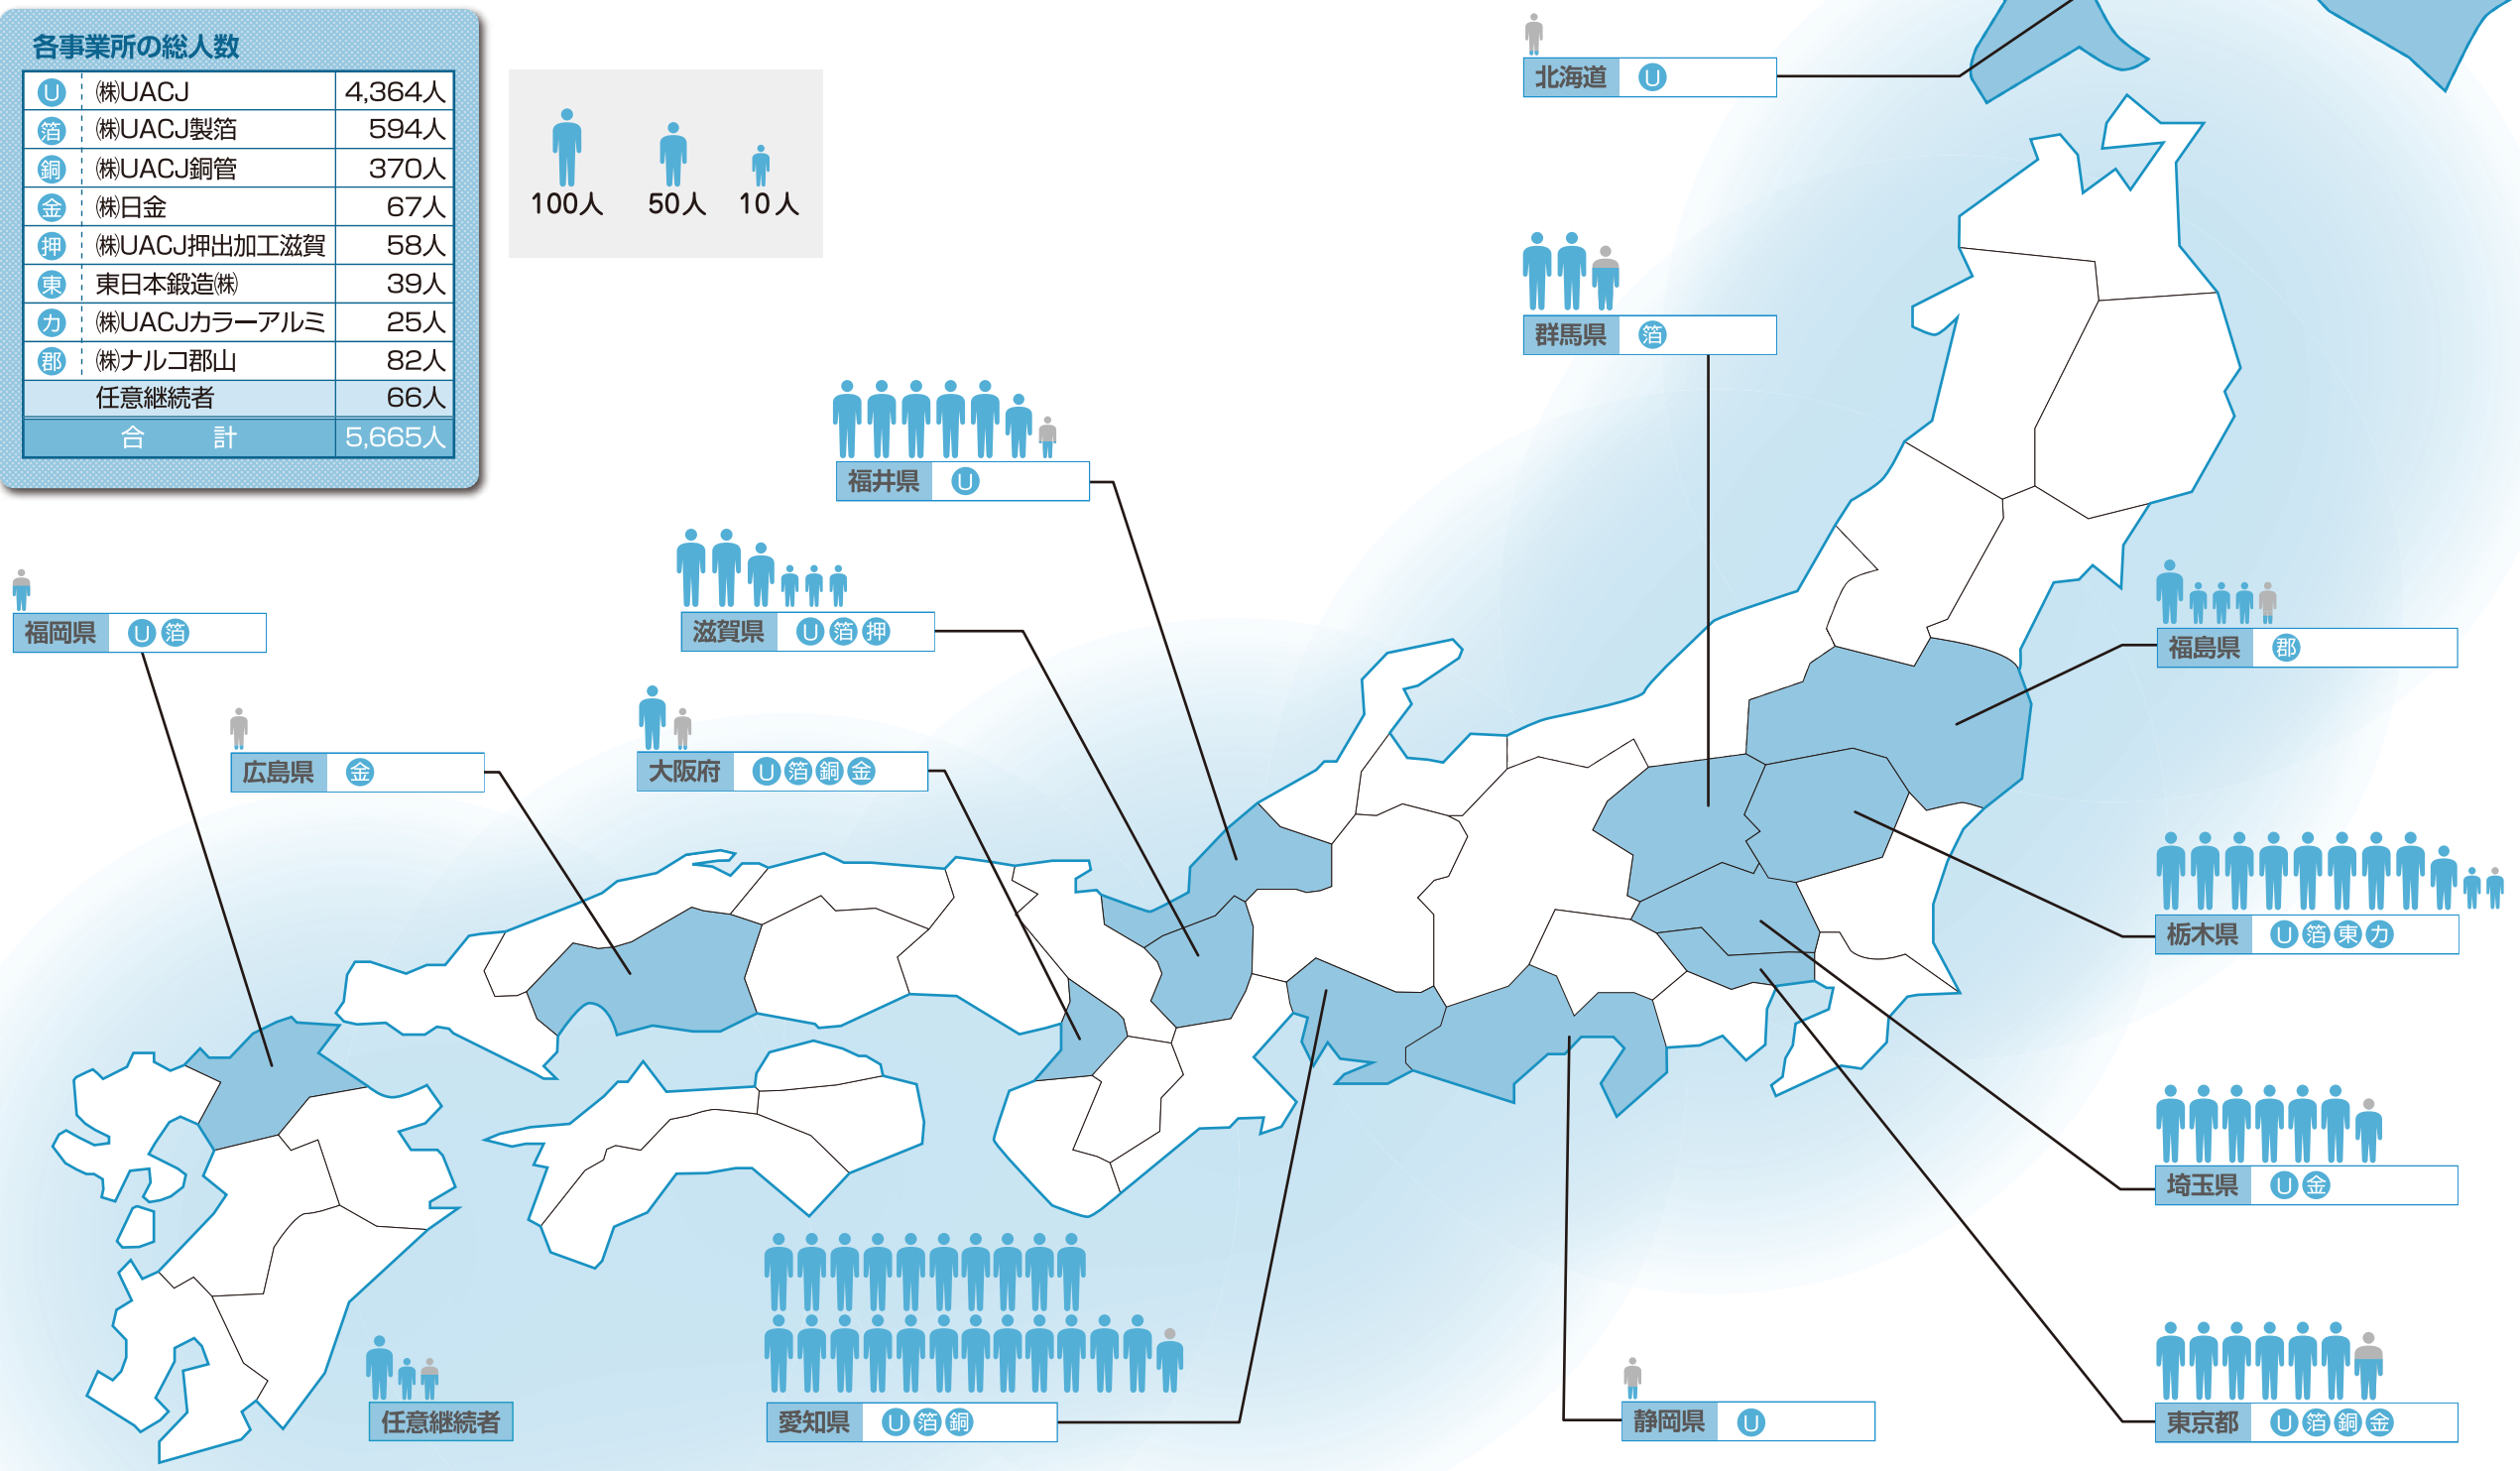 各事業所の総人数
U ㈱UACJ 4,364人
箔 ㈱UACJ製箔 594人
銅 ㈱UACJ銅管 370人
金 ㈱日金 67人
押 ㈱UACJ押出加工滋賀 58人
東 東日本鍛造㈱ 39人
カ ㈱UACJカラーアルミ 25人
郡 ㈱ナルコ郡山 82人
任意継続者 66人
合 計 5,665人
100人 50人 10人
北海道 U
群馬県 箔
福井県 U
滋賀県 U 箔 押
福岡県 U 箔
福島県 郡
広島県 金
大阪府 U 箔 銅 金
栃木県 U 箔 東 カ
埼玉県 U 金
任意継続者
愛知県 U 箔 銅
静岡県 U
東京都 U 箔 銅 金